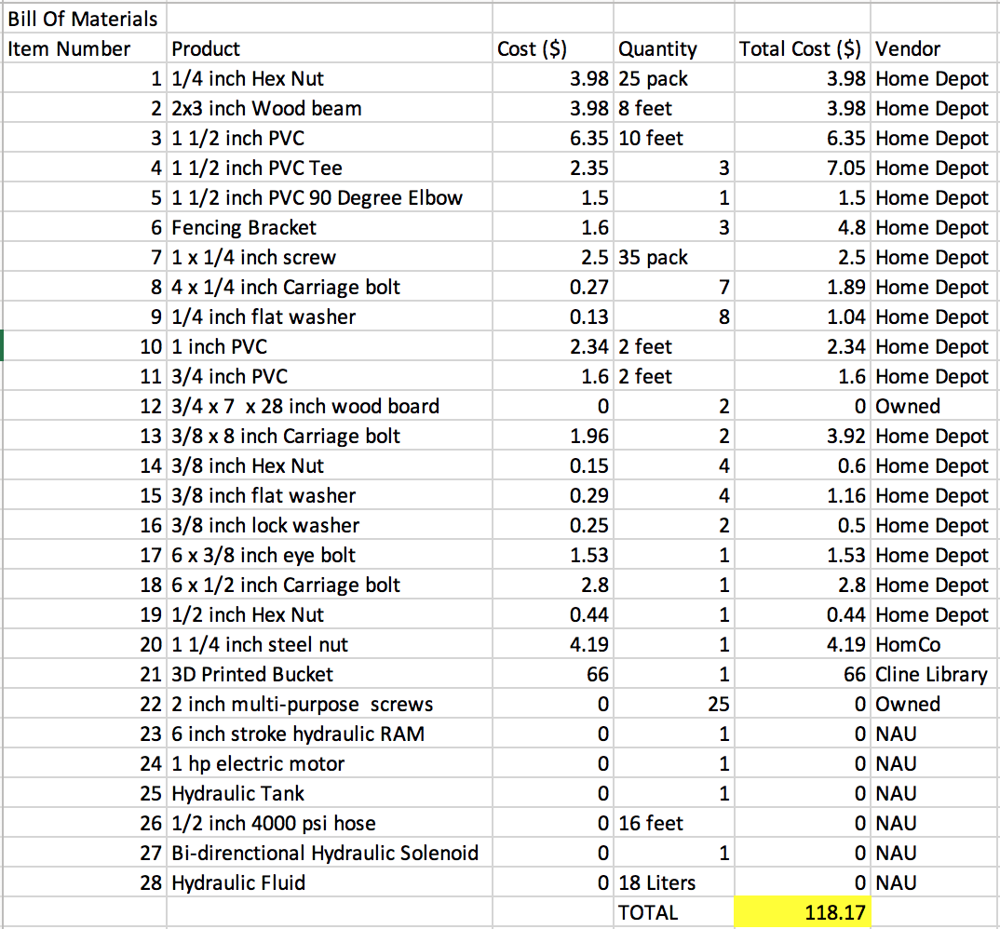 Bill Of Materials
Item Number Product Cost ($) Quantity Total Cost ($) Vendor
1 1/4 inch Hex Nut 3.98 25 pack 3.98 Home Depot
2 2x3 inch Wood beam 3.98 8 feet 3.98 Home Depot
3 1 1/2 inch PVC 6.35 10 feet 6.35 Home Depot
4 1 1/2 inch PVC Tee 2.35 3 7.05 Home Depot
5 1 1/2 inch PVC 90 Degree Elbow 1.5 1 1.5 Home Depot
6 Fencing Bracket 1.6 3 4.8 Home Depot
7 1 x 1/4 inch screw 2.5 35 pack 2.5 Home Depot
8 4 x 1/4 inch Carriage bolt 0.27 7 1.89 Home Depot
9 1/4 inch flat washer 0.13 8 1.04 Home Depot
10 1 inch PVC 2.34 2 feet 2.34 Home Depot
11 3/4 inch PVC 1.6 2 feet 1.6 Home Depot
12 3/4 x 7 x 28 inch wood board 0 2 0 Owned
13 3/8 x 8 inch Carriage bolt 1.96 2 3.92 Home Depot
14 3/8 inch Hex Nut 0.15 4 0.6 Home Depot
15 3/8 inch flat washer 0.29 4 1.16 Home Depot
16 3/8 inch lock washer 0.25 2 0.5 Home Depot
17 6 x 3/8 inch eye bolt 1.53 1 1.53 Home Depot
18 6 x 1/2 inch Carriage bolt 2.8 1 2.8 Home Depot
19 1/2 inch Hex Nut 0.44 1 0.44 Home Depot
20 1 1/4 inch steel nut 4.19 1 4.19 HomCo
21 3D Printed Bucket 66 1 66 Cline Library
22 2 inch multi-purpose screws 0 25 0 Owned
23 6 inch stroke hydraulic RAM 0 1 0 NAU
24 1 hp electric motor 0 1 0 NAU
25 Hydraulic Tank 0 1 0 NAU
26 1/2 inch 4000 psi hose 0 16 feet 0 NAU
27 Bi-direnctional Hydraulic Solenoid 0 1 0 NAU
28 Hydraulic Fluid 0 18 Liters 0 NAU
TOTAL 118.17